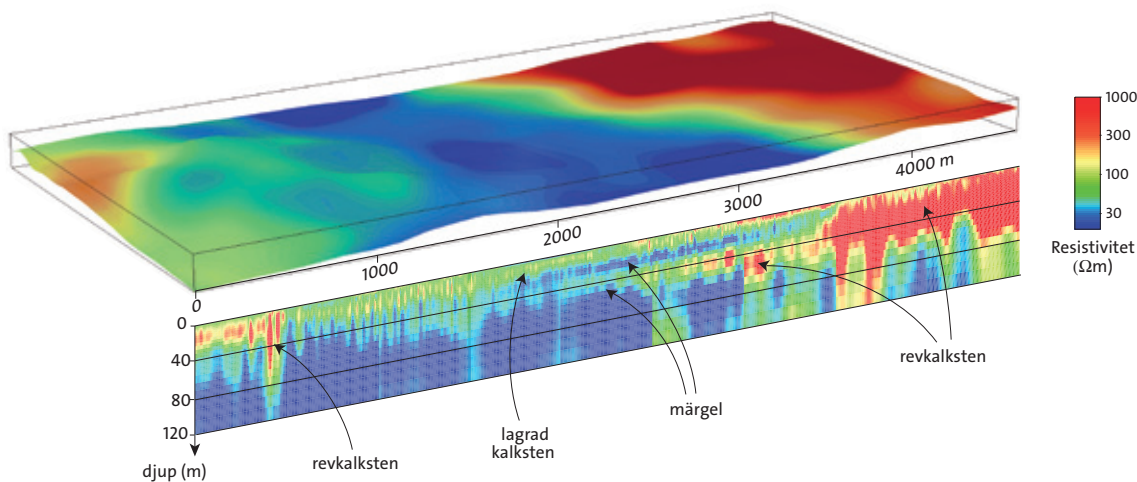 4000 m
3000
2000
1000
0
1000
300
100
30
Resistivitet
(Ωm)
0
40
80
120
djup (m)
revkalksten
lagrad
kalksten
märgel
revkalksten